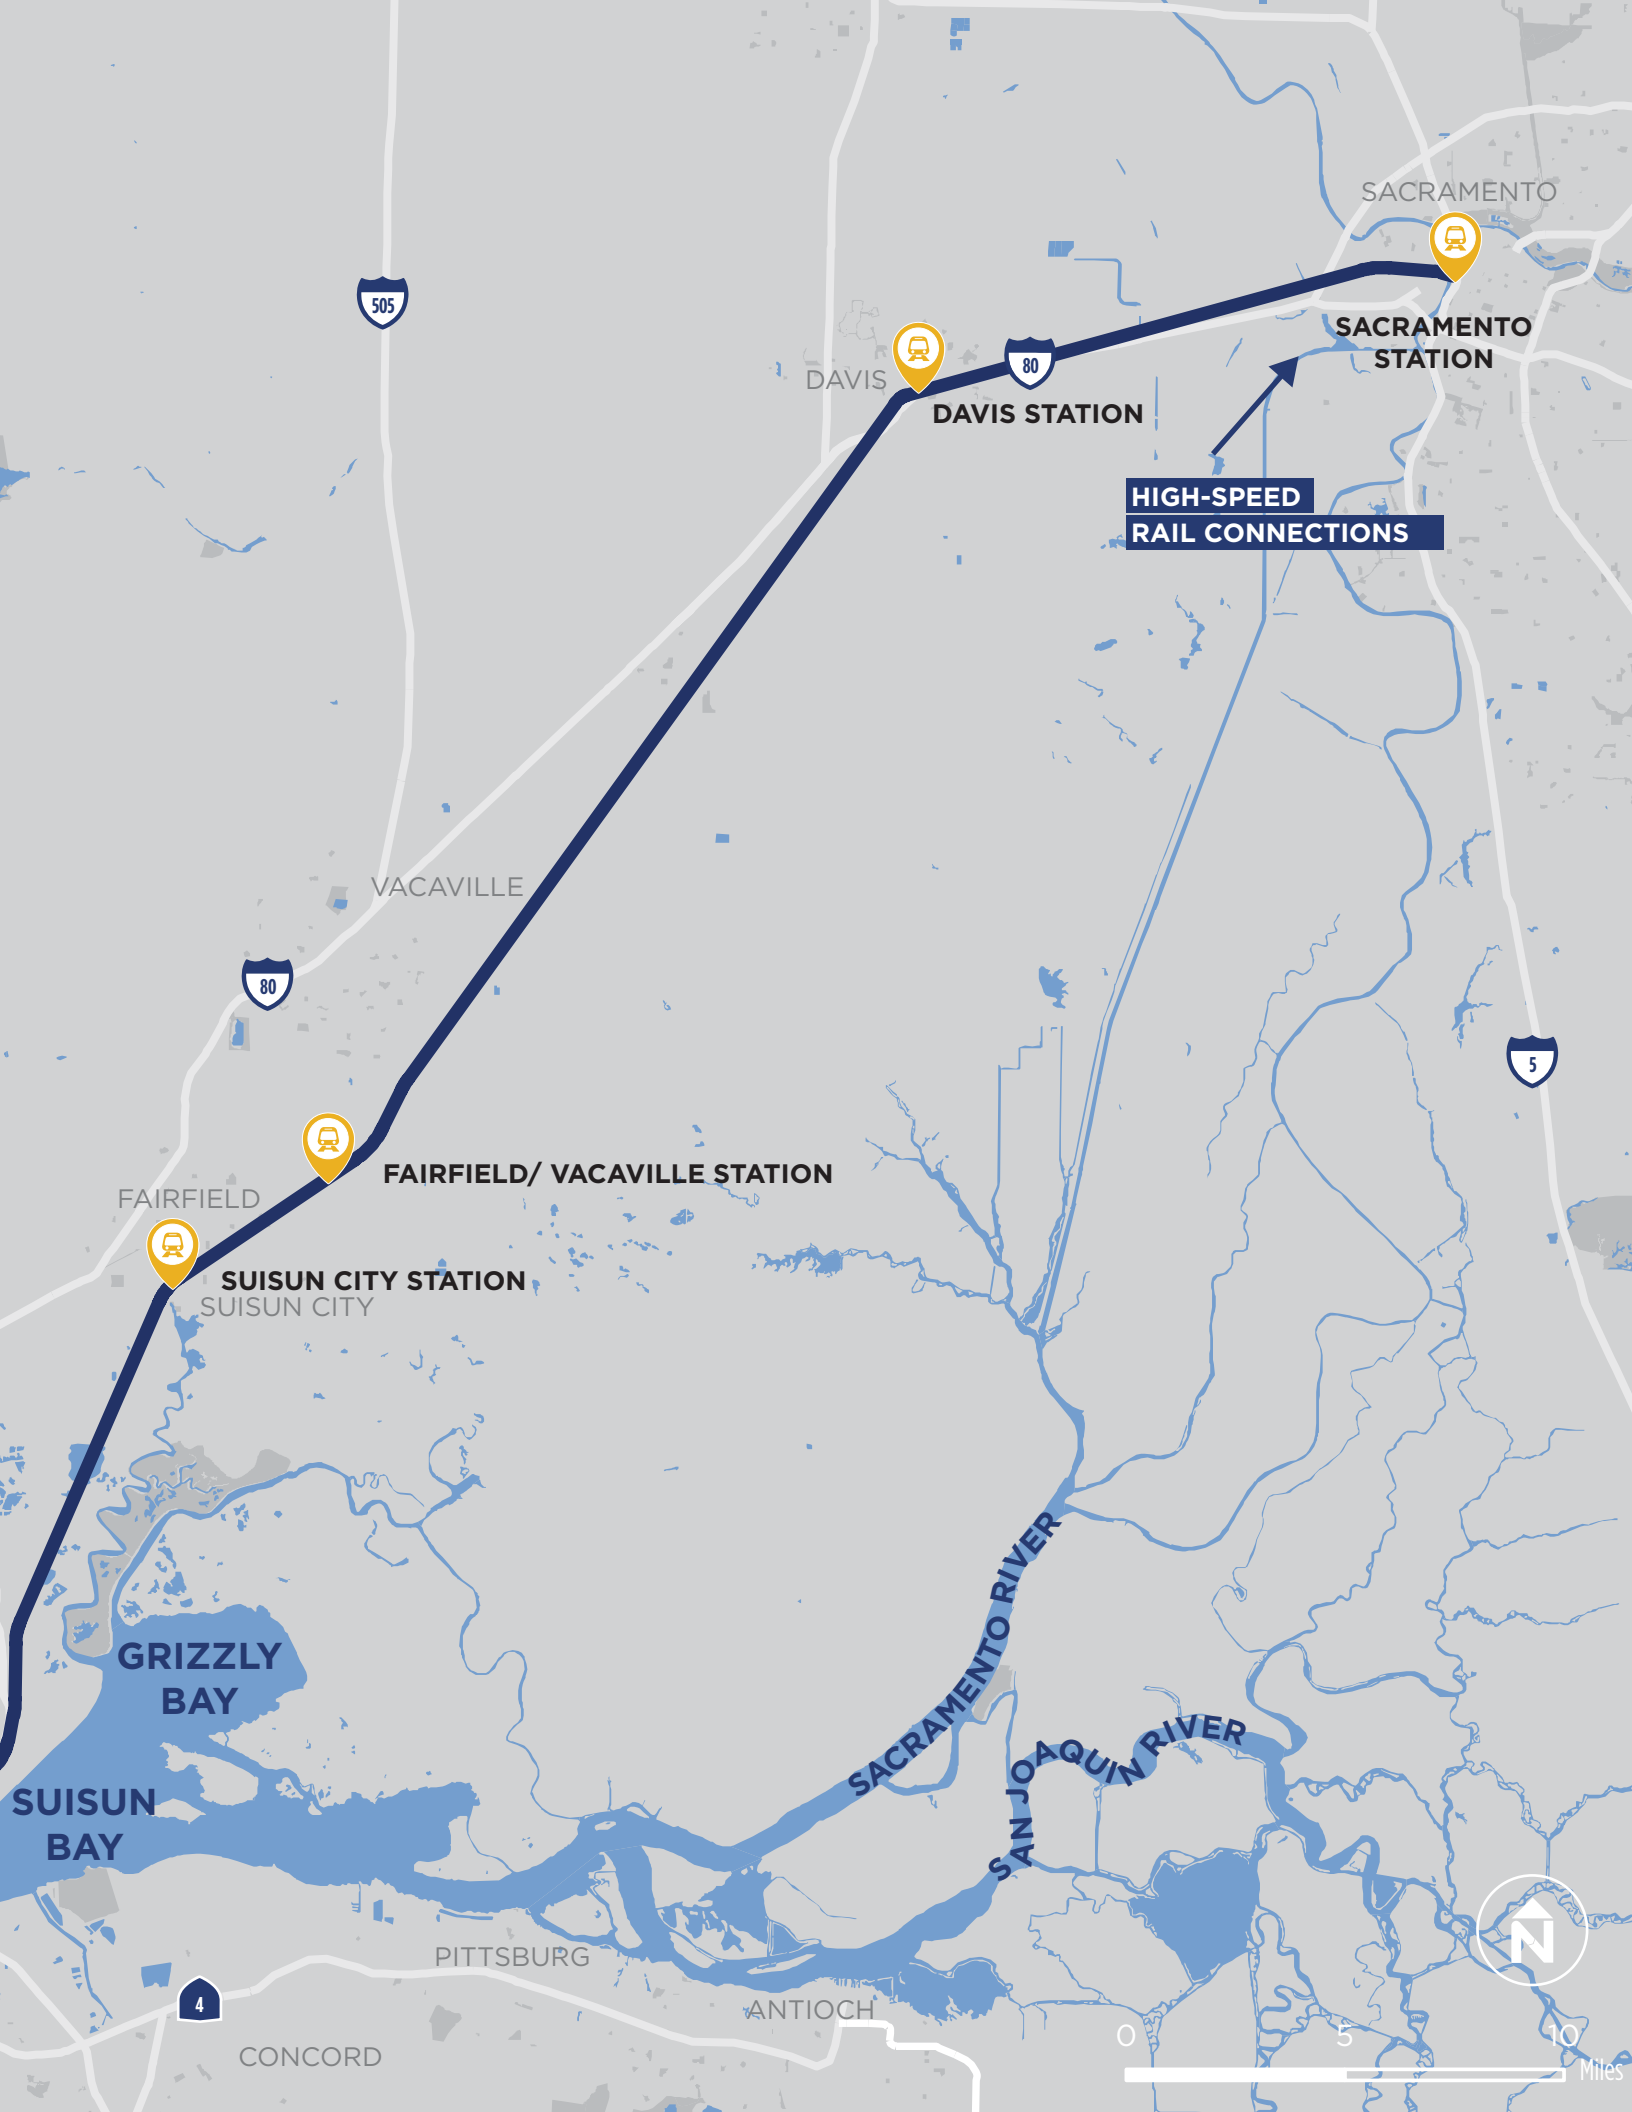 SACRAMENTO
505
SACRAMENTO
STATION
80
DAVIS
DAVIS STATION
HIGH-SPEED
RAIL CONNECTIONS
VACAVILLE
80
5
FAIRFIELD/ VACAVILLE STATION
FAIRFIELD
SUISUN CITY STATION
SUISUN CITY
SACRAMENTO RIVER
GRIZZLY
BAY
SAN JOAQUIN RIVER
SUISUN
BAY
N
PITTSBURG
4
ANTIOCH
CONCORD
0 5 10
Miles